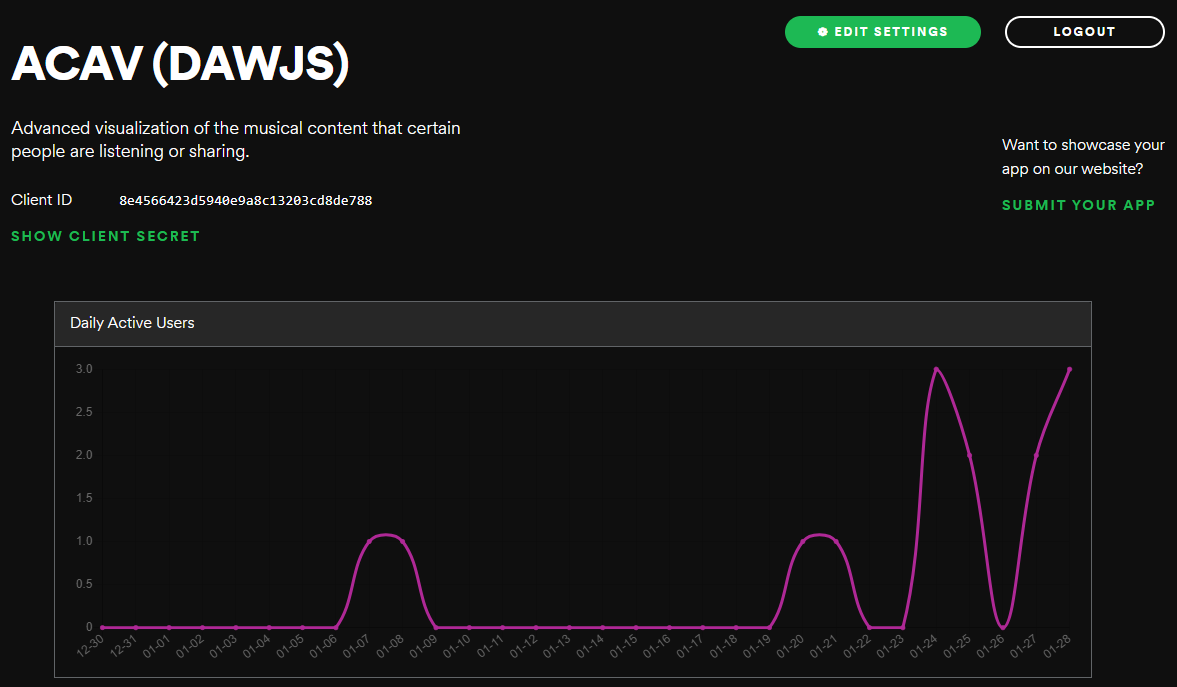 EDIT SETTINGS
LOGOUT
ACAV (DAWJS)
Advanced visualization of the musical content that certain
people are listening or sharing.
Want to showcase your
app on our website?
Client ID 8e4566423d5940e9a8c13203cd8de788
SUBMIT YOUR APP
SHOW CLIENT SECRET
Daily Active Users
3.0
2.5
2.0
1.5
1.0
0.5
0
12-30 12-31 01-01 01-02 01-03 01-04 01-05 01-06 01-07 01-08 01-09 01-10 01-11 01-12 01-13 01-14 01-15 01-16 01-17 01-18 01-19 01-20 01-21 01-22 01-23 01-24 01-25 01-26 01-27 01-28